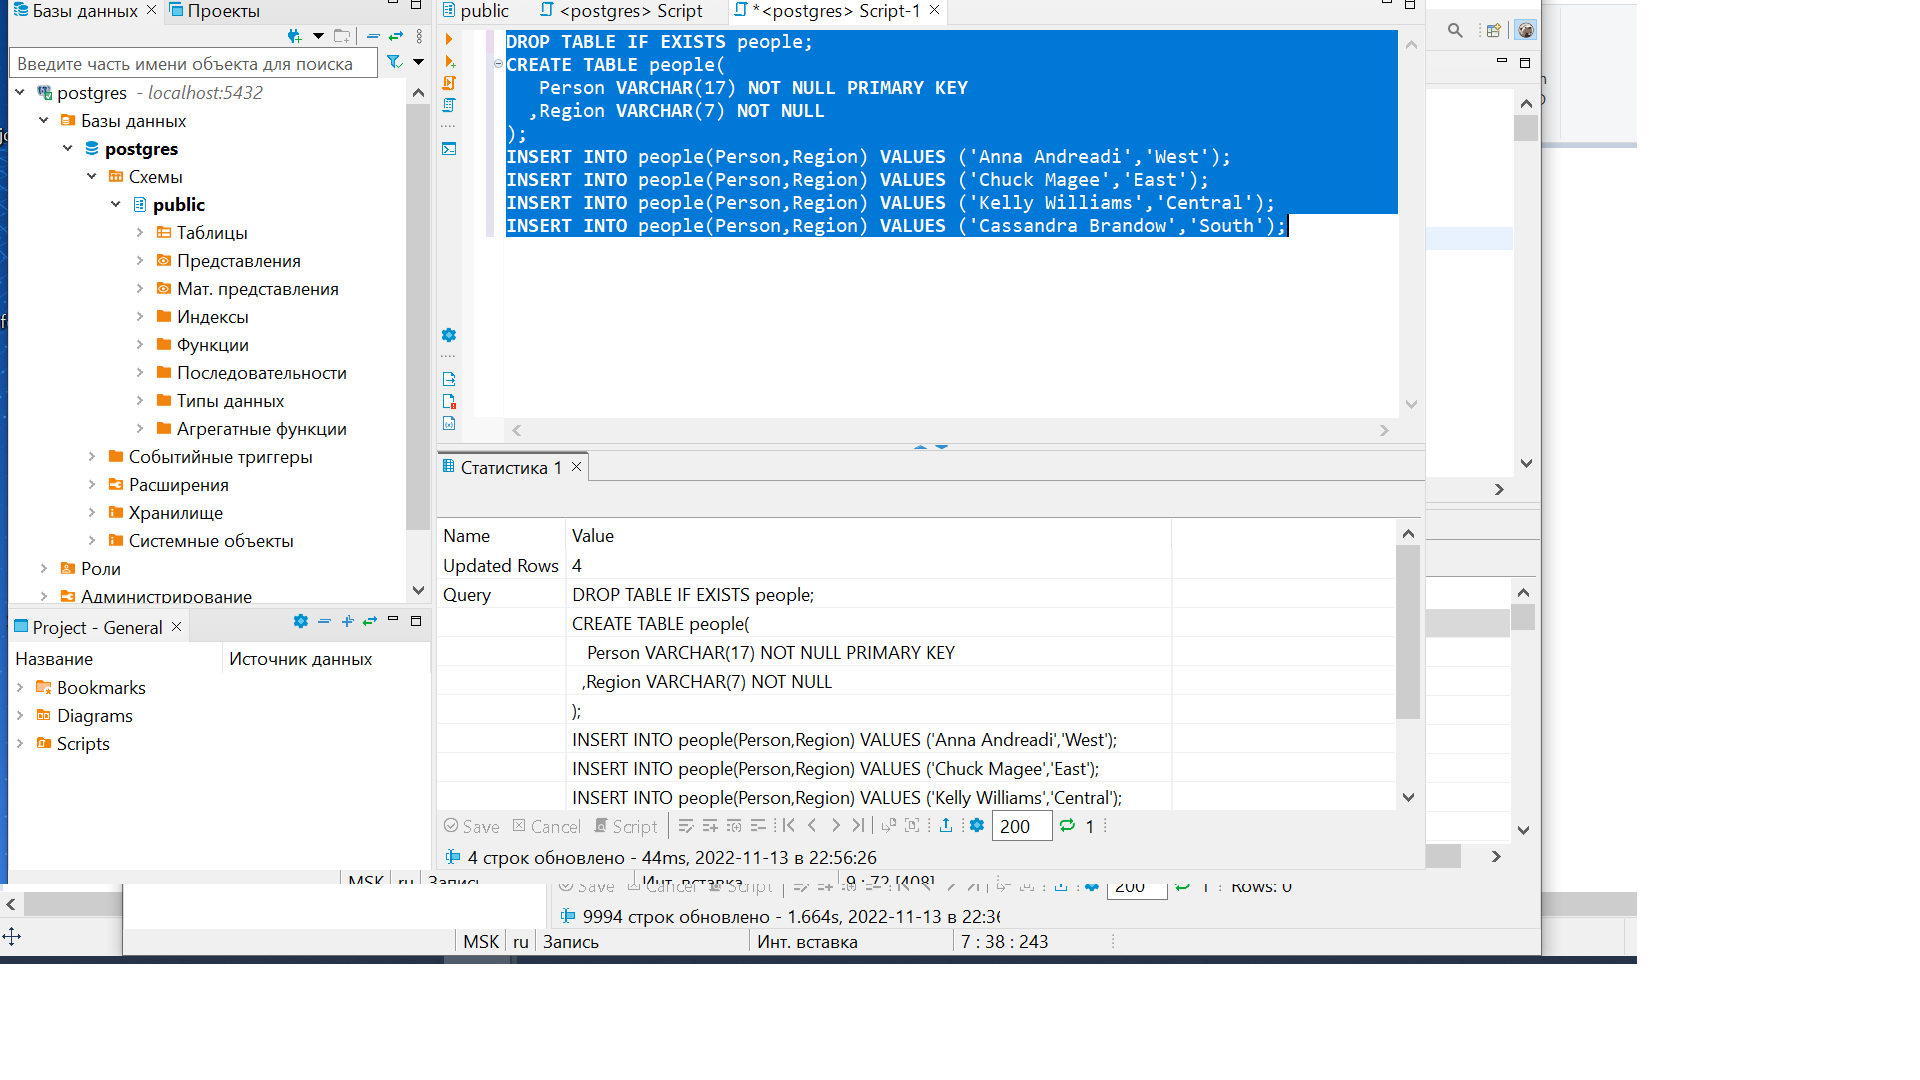 Базы данных
Проекты
Введите часть имени объекта для поиска
postgres - localhost:5432
Базы данных
postgres
Схемы
public
Таблицы
Представления
Мат. представления
Индексы
Функции
Последовательности
Типы данных
Агрегатные функции
Событийные триггеры
Расширения
Хранилище
Системные объекты
Роли
Администрирование
Project - General
Название Источник данных
Bookmarks
Diagrams
Scripts
public <postgres> Script *<postgres> Script-1
DROP TABLE IF EXISTS people;
CREATE TABLE people(
Person VARCHAR(17) NOT NULL PRIMARY KEY
,Region VARCHAR(7) NOT NULL
);
INSERT INTO people(Person,Region) VALUES ('Anna Andreadi','West');
INSERT INTO people(Person,Region) VALUES ('Chuck Magee','East');
INSERT INTO people(Person,Region) VALUES ('Kelly Williams','Central');
INSERT INTO people(Person,Region) VALUES ('Cassandra Brandow','South');
Статистика 1
Name Value
Updated Rows 4
Query DROP TABLE IF EXISTS people;
CREATE TABLE people(
Person VARCHAR(17) NOT NULL PRIMARY KEY
,Region VARCHAR(7) NOT NULL
);
INSERT INTO people(Person,Region) VALUES ('Anna Andreadi','West');
INSERT INTO people(Person,Region) VALUES ('Chuck Magee','East');
INSERT INTO people(Person,Region) VALUES ('Kelly Williams','Central');
Save Cancel Script 200 1
4 строк обновлено - 44ms, 2022-11-13 в 22:56:26
MSK ru Запись Инт. вставка 9 : 72 [408]
Save Cancel Script 200 1 Rows: 0
9994 строк обновлено - 1.664s, 2022-11-13 в 22:36
MSK ru Запись Инт. вставка 7 : 38 : 243